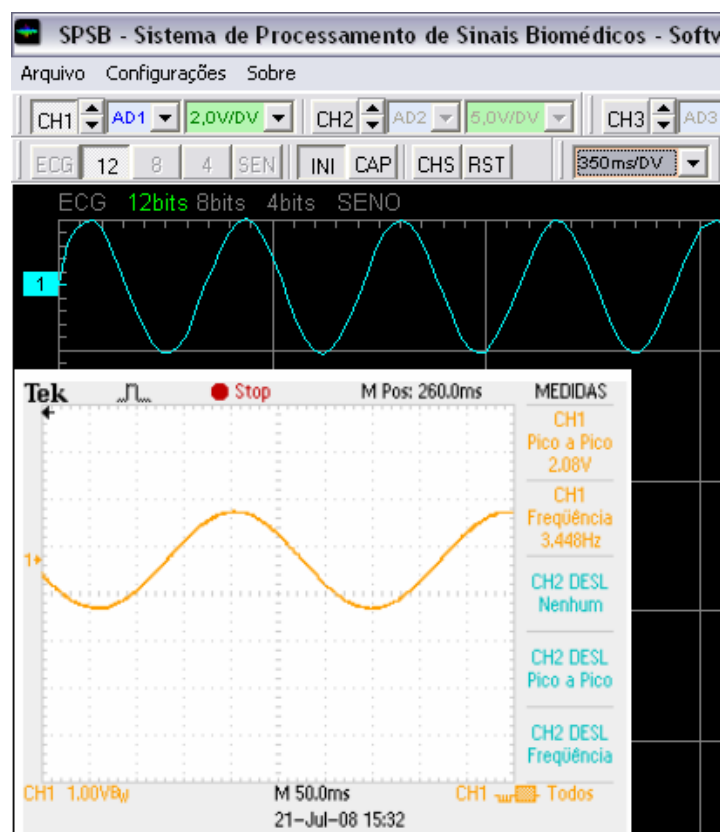 SPSB - Sistema de Processamento de Sinais Biomédicos - Softw
Arquivo Configurações Sobre
CH1 AD1 2,0V/DV CH2 AD2 5,0V/DV CH3 AD3
ECG 12 8 4 SEN INI CAP CHS RST 350ms/DV
ECG 12bits 8bits 4bits SENO
1
Tek Stop M Pos: 260.0ms MEDIDAS
CH1
Pico a Pico
2.08V
CH1
Freqüência
3.448Hz
1
CH2 DESL
Nenhum
CH2 DESL
Pico a Pico
CH2 DESL
Freqüência
CH1 1.00VBW M 50.0ms CH1 Todos
21-Jul-08 15:32